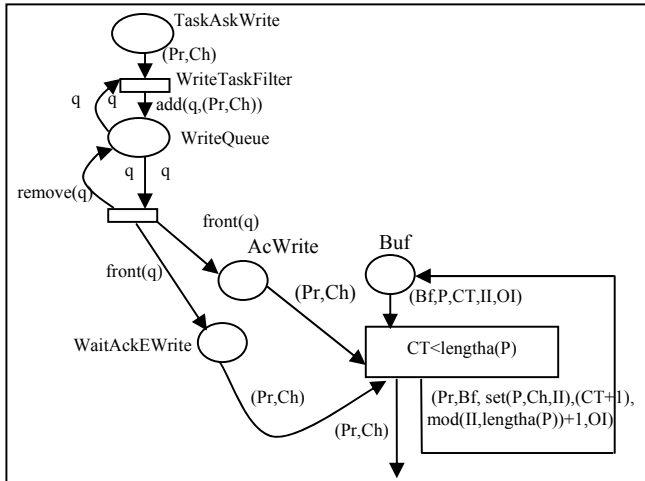 TaskAskWrite
(Pr,Ch)
WriteTaskFilter
q q
add(q,(Pr,Ch))
WriteQueue
q q
remove(q)
front(q)
AcWrite
Buf
front(q)
(Pr,Ch)
(Bf,P,CT,II,OI)
WaitAckEWrite
CT<lengtha(P)
(Pr,Ch)
(Pr,Bf, set(P,Ch,II),(CT+1),
mod(II,lengtha(P))+1,OI)
(Pr,Ch)